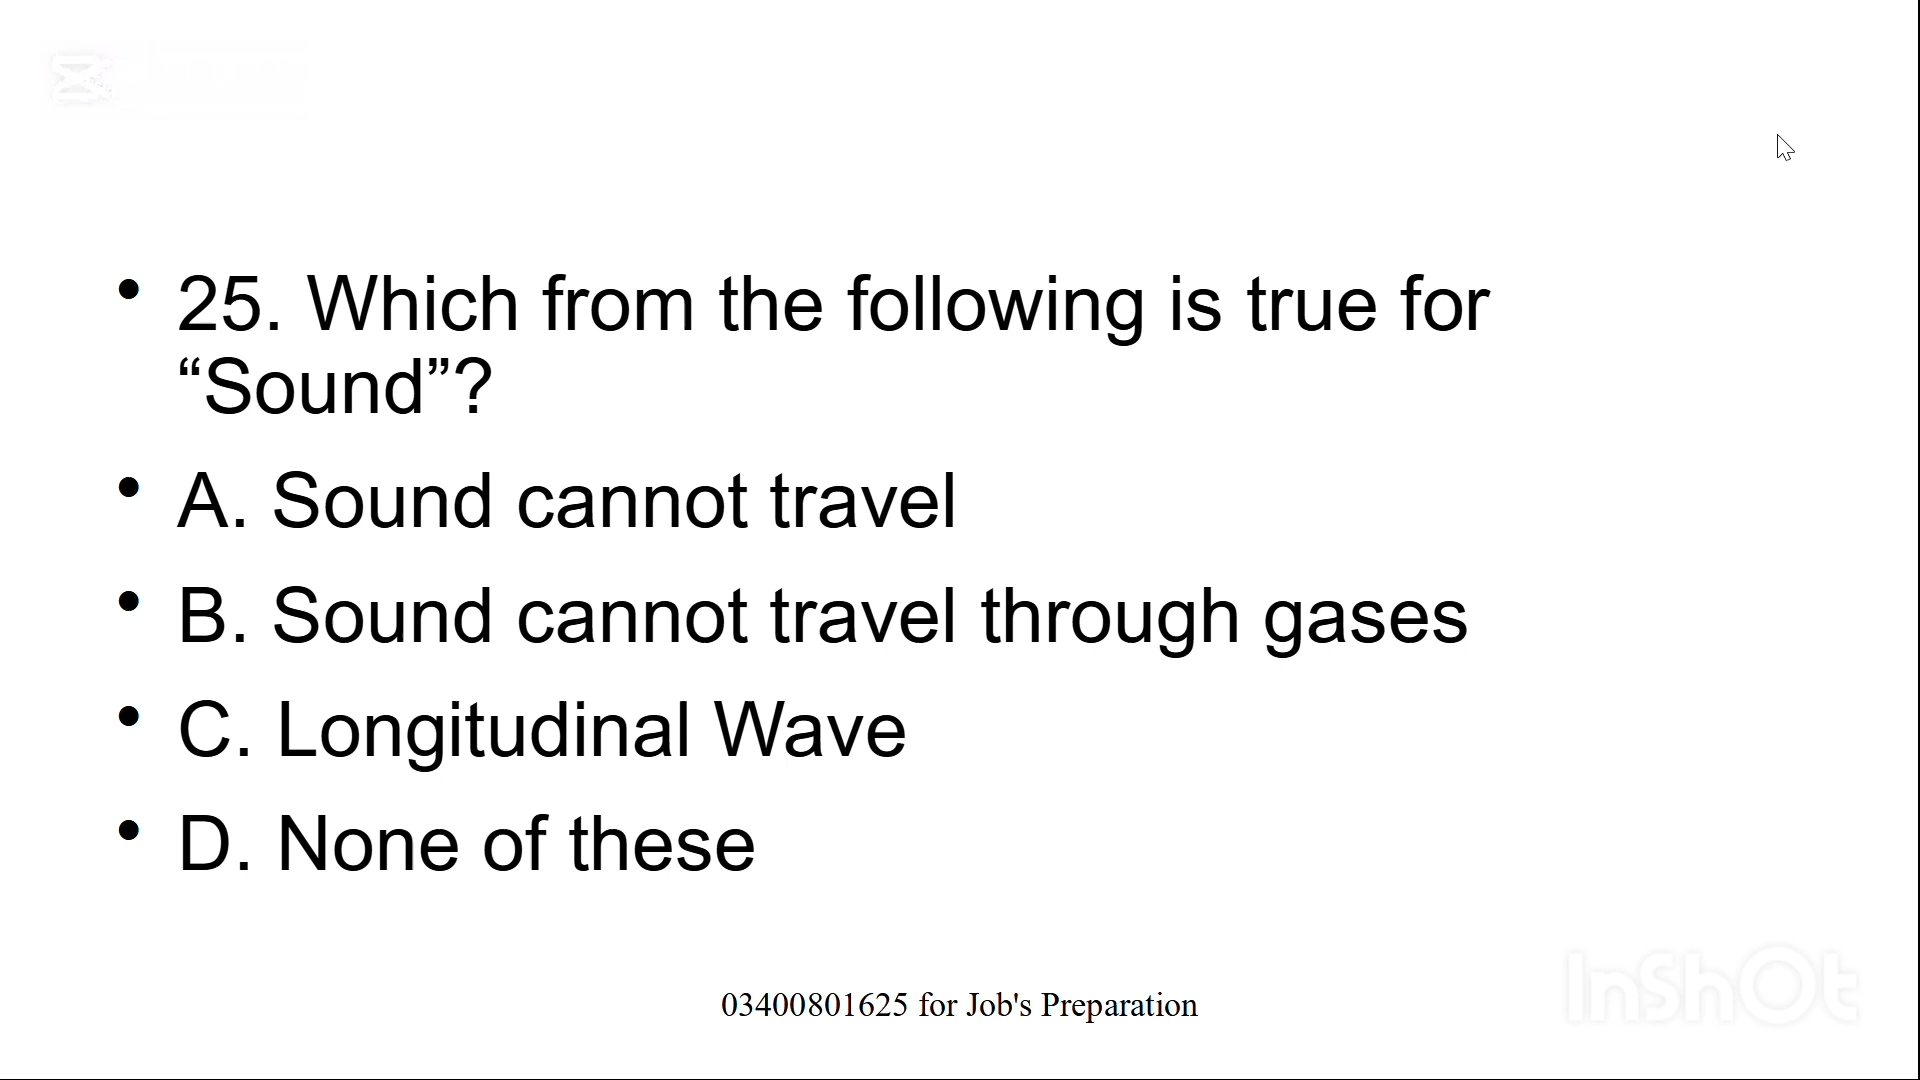 • 25. Which from the following is true for
“Sound”?
• A. Sound cannot travel
• B. Sound cannot travel through gases
• C. Longitudinal Wave
• D. None of these
03400801625 for Job's Preparation
InShOt